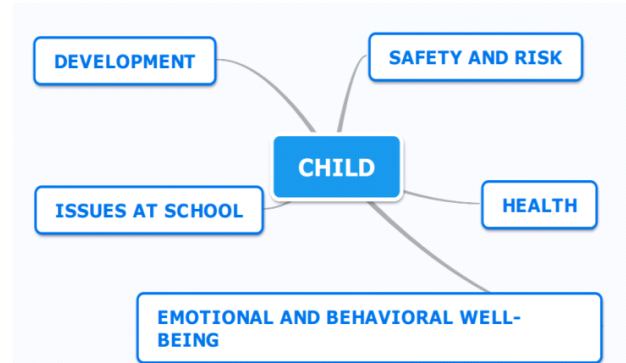 DEVELOPMENT
SAFETY AND RISK
CHILD
ISSUES AT SCHOOL
HEALTH
EMOTIONAL AND BEHAVIORAL WELL-
BEING